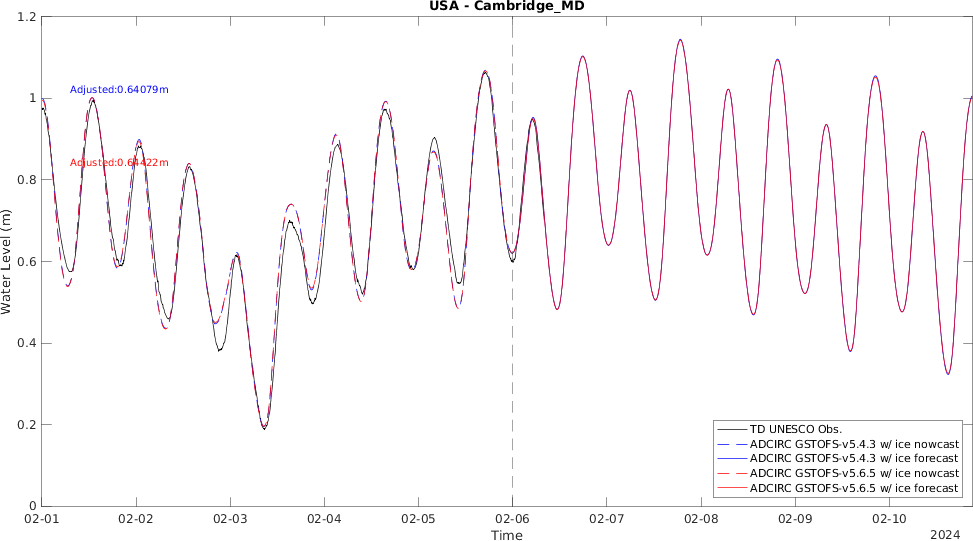 USA - Cambridge_MD
1.2
1
0.8
0.6
0.4
0.2
0
Water Level (m)
Adjusted:0.64079m
Adjusted:0.64422m
TD UNESCO Obs.
ADCIRC GSTOFS-v5.4.3 w/ ice nowcast
ADCIRC GSTOFS-v5.4.3 w/ ice forecast
ADCIRC GSTOFS-v5.6.5 w/ ice nowcast
ADCIRC GSTOFS-v5.6.5 w/ ice forecast
02-01 02-02 02-03 02-04 02-05 02-06 02-07 02-08 02-09 02-10
Time
2024